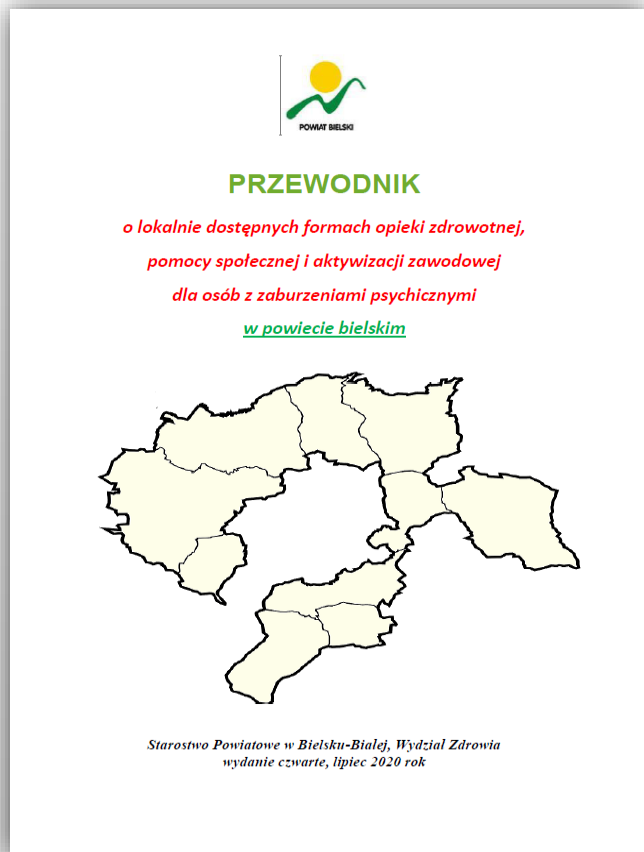 POWIAT BIELSKI
PRZEWODNIK
o lokalnie dostępnych formach opieki zdrowotnej,
pomocy społecznej i aktywizacji zawodowej
dla osób z zaburzeniami psychicznymi
w powiecie bielskim
Starostwo Powiatowe w Bielsku-Białej, Wydział Zdrowia
wydanie czwarte, lipiec 2020 rok